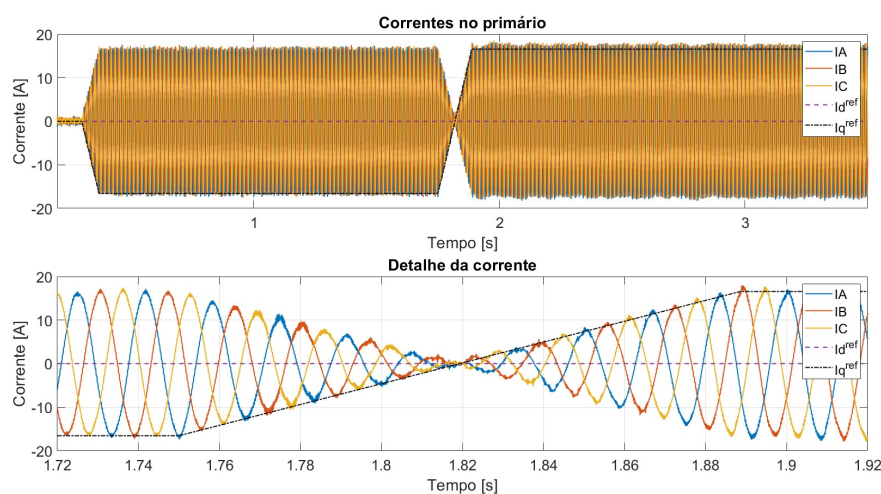 Correntes no primário
Corrente [A]
20
10
0
-10
-20
1
2
3
Tempo [s]
IA
IB
IC
Id^ref
Iq^ref
Detalhe da corrente
Corrente [A]
20
10
0
-10
-20
1.72
1.74
1.76
1.78
1.8
1.82
1.84
1.86
1.88
1.9
1.92
Tempo [s]
IA
IB
IC
Id^ref
Iq^ref